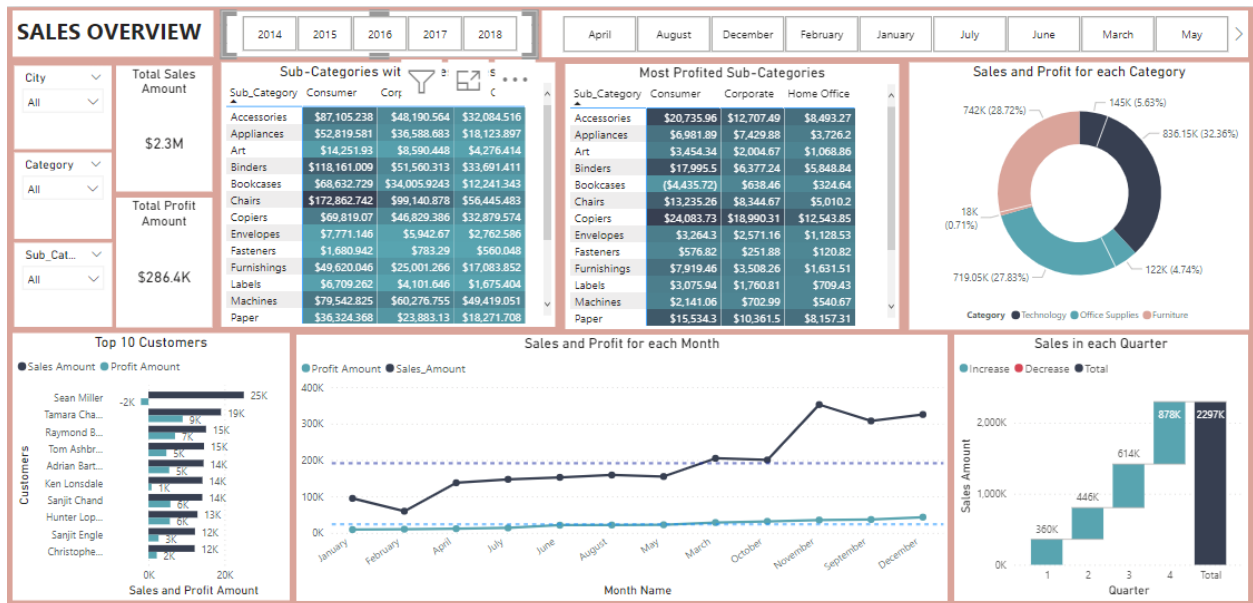 SALES OVERVIEW
2014 2015 2016 2017 2018
April August December February January July June March May
City
All
Category
All
Sub_Cat...
All
Total Sales Amount
$2.3M
Total Profit Amount
$286.4K
Sub-Categories wit
Sub_Category Consumer Cor
Accessories $87,105.238 $48,190.564 $32,084.516
Appliances $52,819.581 $36,588.683 $18,123.897
Art $14,251.93 $8,590.448 $4,276.414
Binders $118,161.009 $51,560.313 $33,691.411
Bookcases $68,632.729 $34,005.9243 $12,241.343
Chairs $172,862.742 $99,140.878 $56,445.483
Copiers $69,819.07 $46,829.386 $32,879.574
Envelopes $7,771.146 $5,942.67 $2,762.586
Fasteners $1,680.942 $783.29 $560.048
Furnishings $49,620.046 $25,001.266 $17,083.852
Labels $6,709.262 $4,101.646 $1,675.404
Machines $79,542.825 $60,276.755 $49,419.051
Paper $36,324.368 $23,883.13 $18,271.708
Most Profited Sub-Categories
Sub_Category Consumer Corporate Home Office
Accessories $20,735.96 $12,707.49 $8,493.27
Appliances $6,981.89 $7,429.88 $3,726.2
Art $3,454.34 $2,004.67 $1,068.86
Binders $17,995.5 $6,377.24 $5,848.84
Bookcases ($4,435.72) $638.46 $324.64
Chairs $13,235.26 $8,344.67 $5,010.2
Copiers $24,083.73 $18,990.31 $12,543.85
Envelopes $3,264.3 $2,571.16 $1,128.53
Fasteners $576.82 $251.88 $120.82
Furnishings $7,919.46 $3,508.26 $1,631.51
Labels $3,075.94 $1,760.81 $709.43
Machines $2,141.06 $702.99 $540.67
Paper $15,534.3 $10,361.5 $8,157.31
Sales and Profit for each Category
742K (28.72%)
145K (5.63%)
836.15K (32.36%)
18K
(0.71%)
719.05K (27.83%)
122K (4.74%)
Category Technology Office Supplies Furniture
Top 10 Customers
Sales Amount Profit Amount
Customers
Sean Miller -2K 25K
Tamara Cha... 19K 9K
Raymond B... 15K 7K
Tom Ashbr... 15K 5K
Adrian Bart... 14K 5K
Ken Lonsdale 14K 1K
Sanjit Chand 14K 6K
Hunter Lop... 13K 6K
Sanjit Engle 12K 3K
Christophe... 12K 2K
0K 20K
Sales and Profit Amount
Sales and Profit for each Month
Profit Amount Sales_Amount
400K
300K
200K
100K
0K
January February April July June August May March October November September December
Month Name
Sales in each Quarter
Increase Decrease Total
Sales Amount
2,000K
1,000K
0K
360K
446K
614K
878K
2297K
1 2 3 4 Total
Quarter